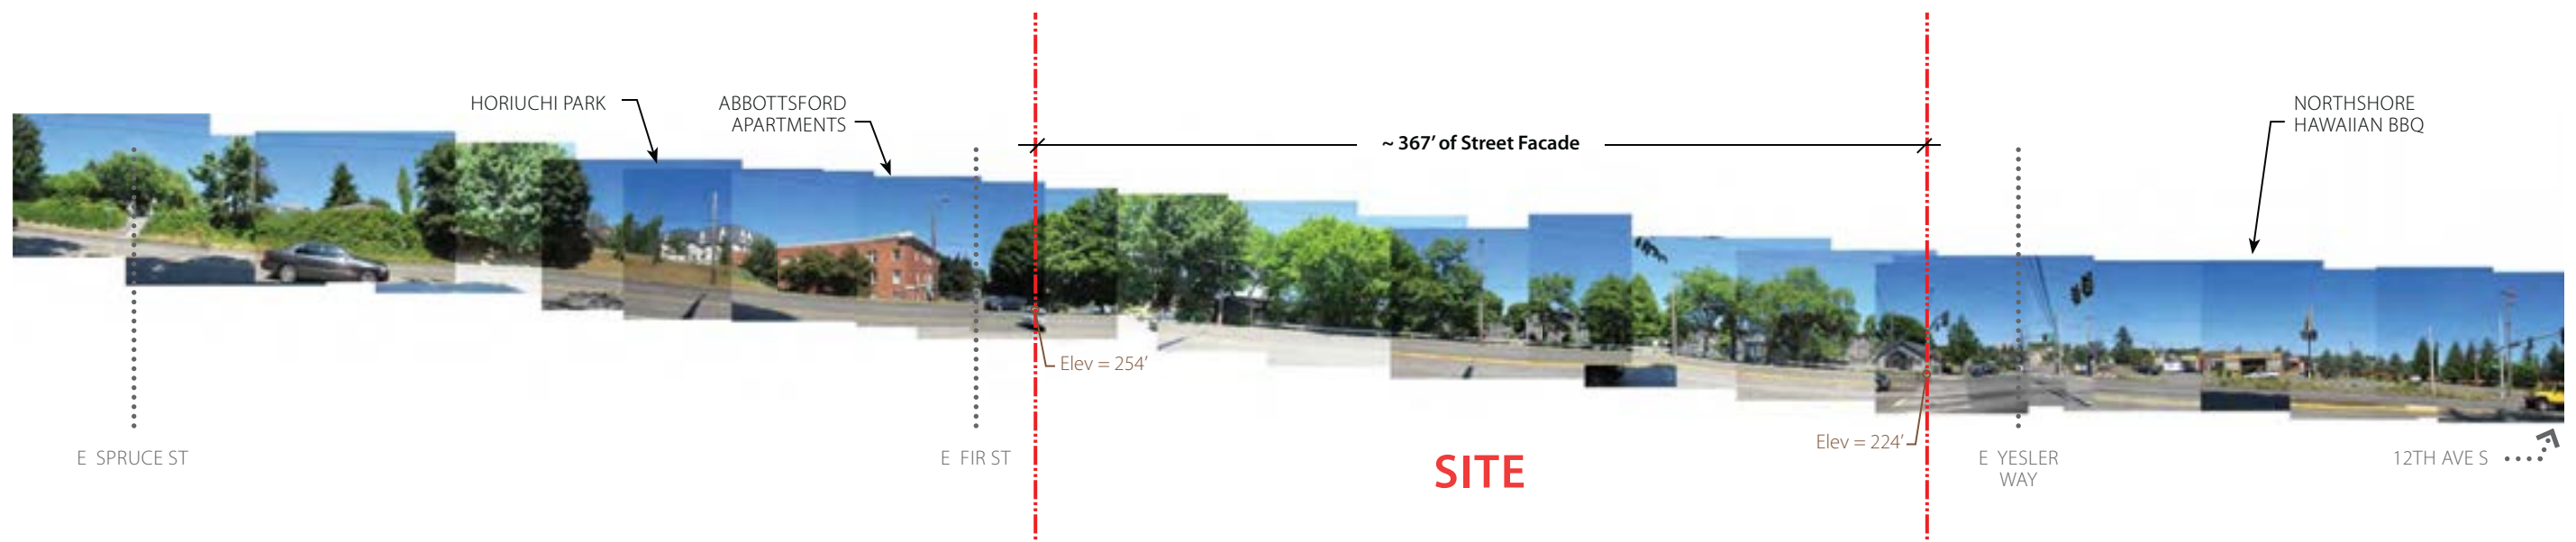 HORIUCHI PARK
ABBOTTSFORD
APARTMENTS
~ 367’ of Street Facade
NORTHSHORE
HAWAIIAN BBQ
Elev = 254’
Elev = 224’
E SPRUCE ST
E FIR ST
SITE
E YESLER
WAY
12TH AVE S